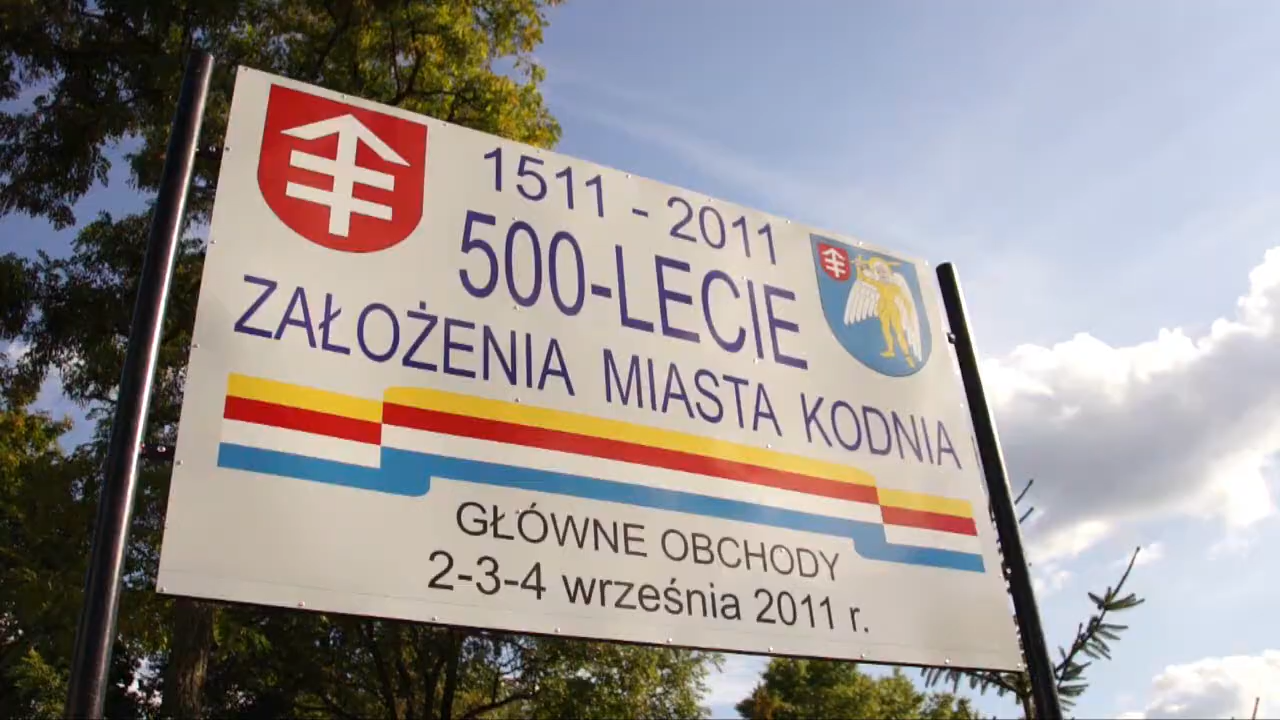 1511 - 2011
500-LECIE
ZAŁOŻENIA MIASTA KODNIA
GŁÓWNE OBCHODY
2-3-4 września 2011 r.